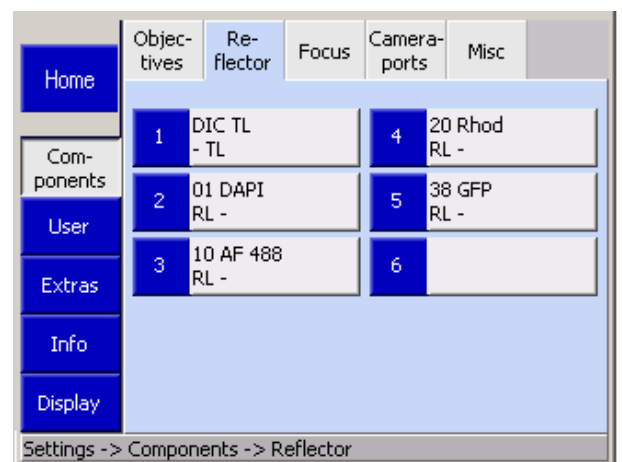 Home
Com-
ponents
User
Extras
Info
Display
Objec-
tives
Re-
flector
Focus
Camera-
ports
Misc
1
DIC TL
- TL
2
01 DAPI
RL -
3
10 AF 488
RL -
4
20 Rhod
RL -
5
38 GFP
RL -
6
Settings -> Components -> Reflector